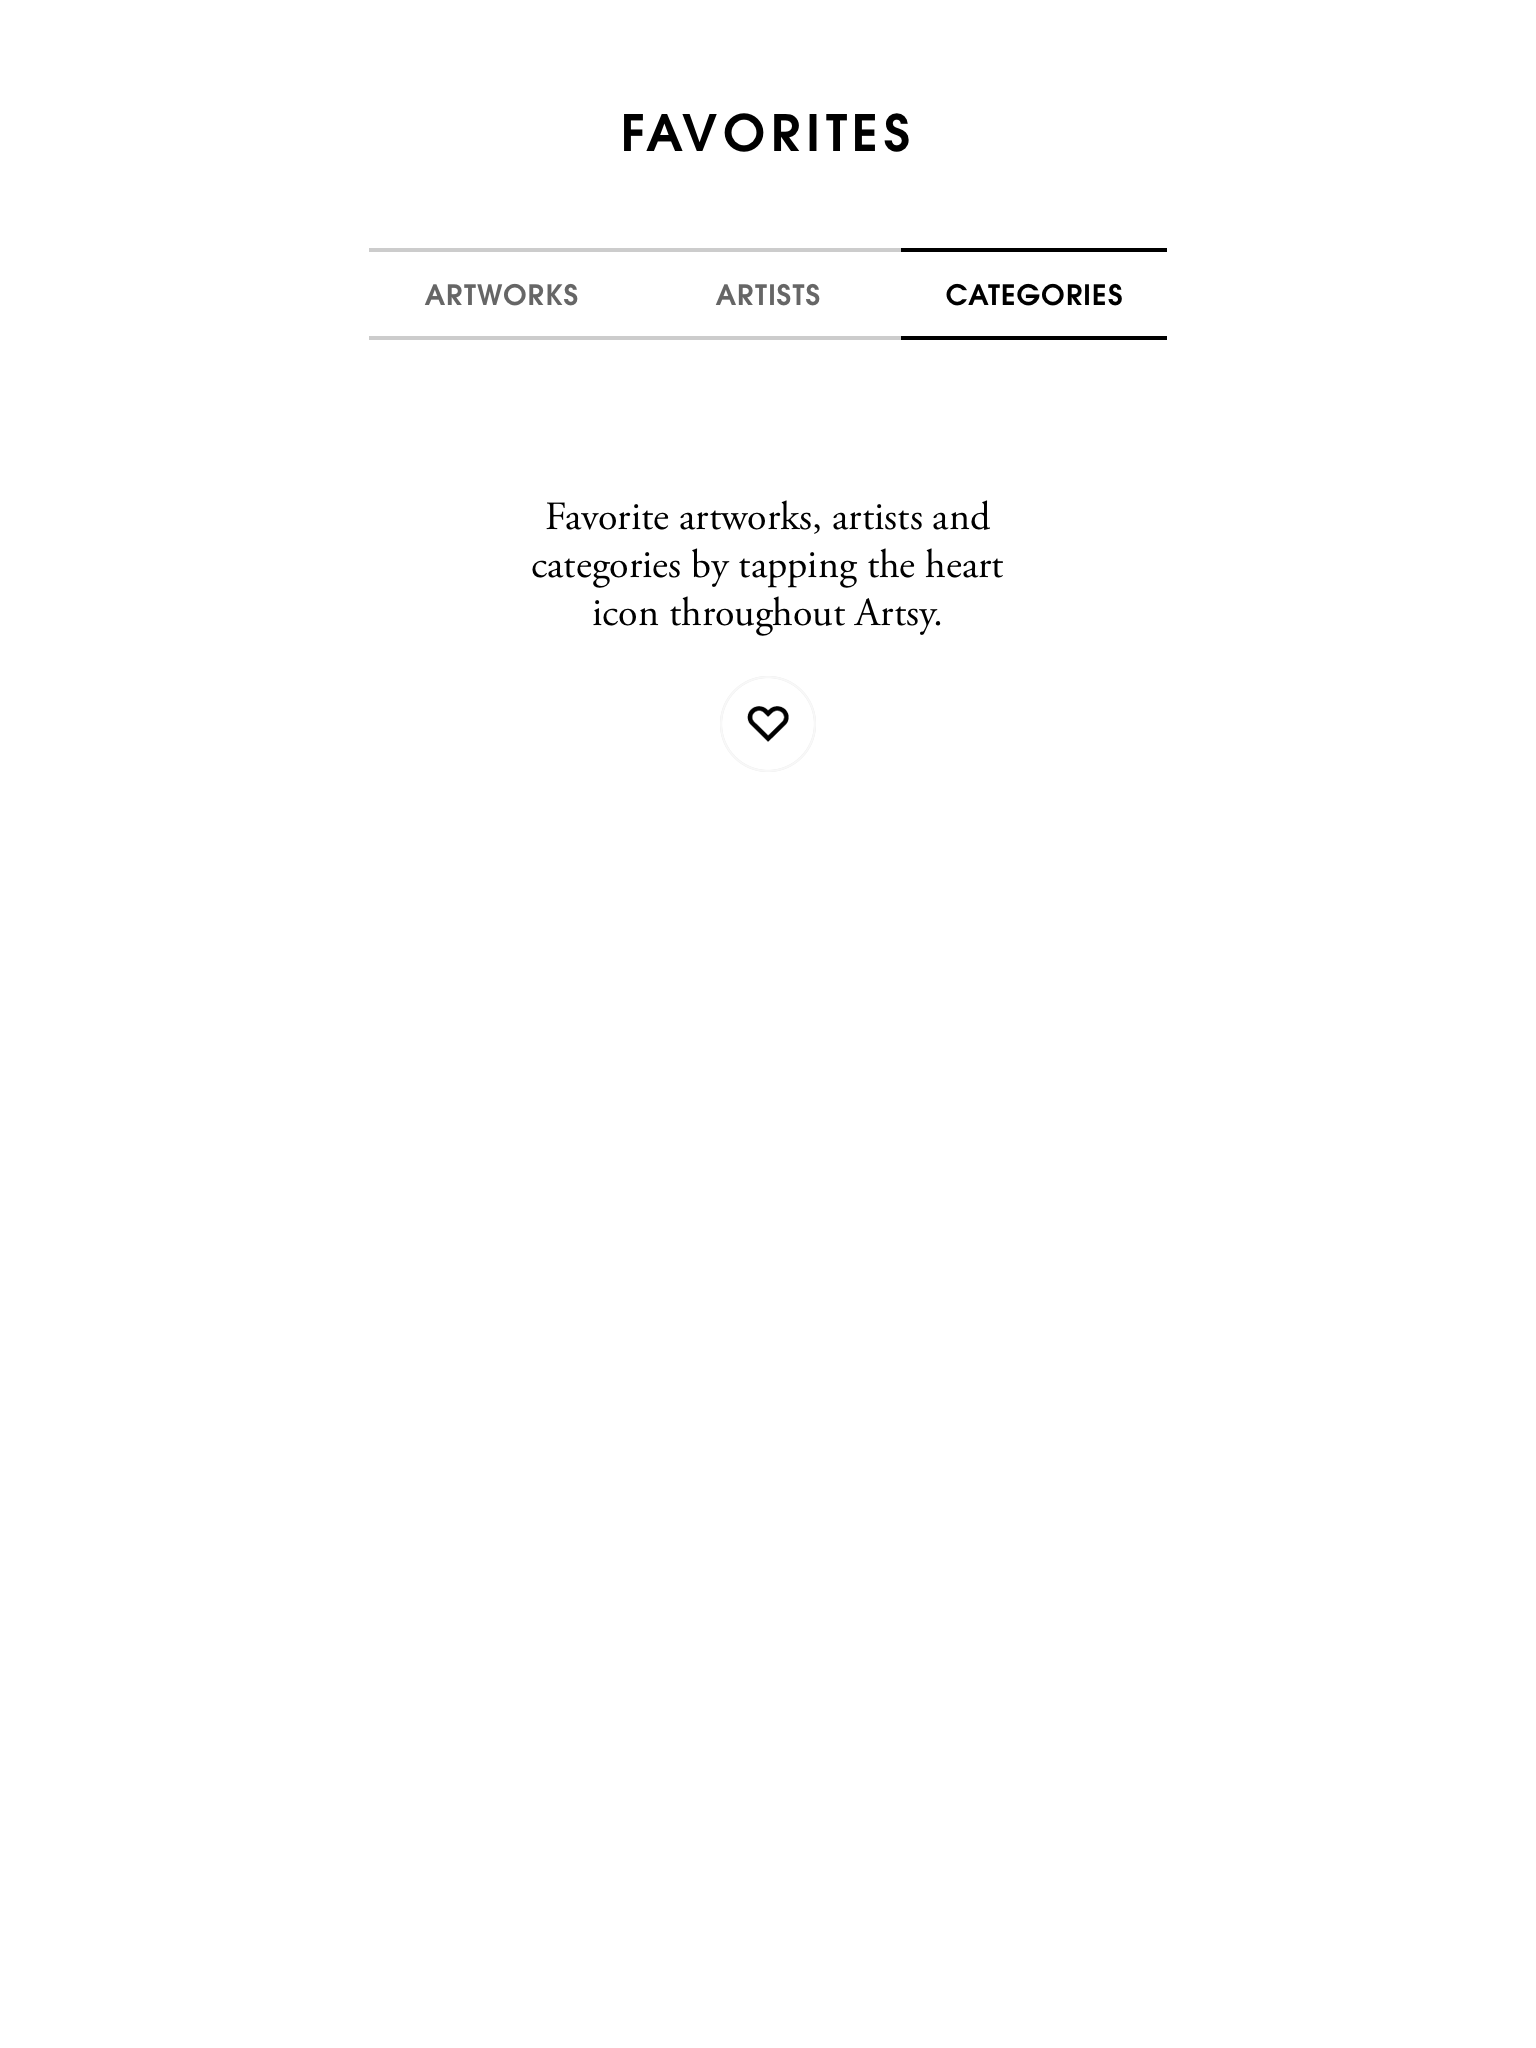 FAVORITES
ARTWORKS ARTISTS CATEGORIES
Favorite artworks, artists and
categories by tapping the heart
icon throughout Artsy.